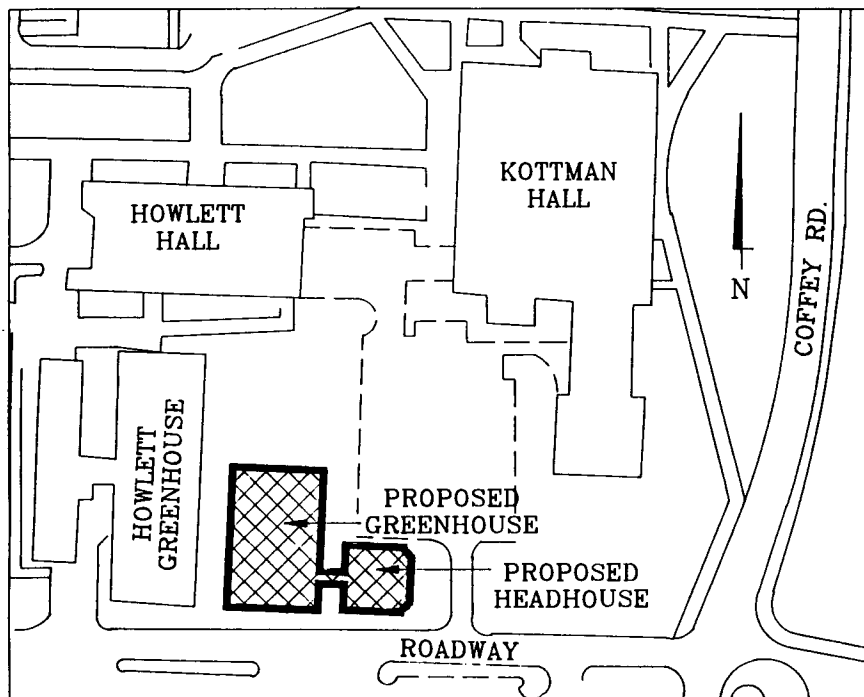 KOTTMAN
HALL
HOWLETT
HALL
N
COFFEY RD.
HOWLETT
GREENHOUSE
PROPOSED
GREENHOUSE
PROPOSED
HEADHOUSE
ROADWAY